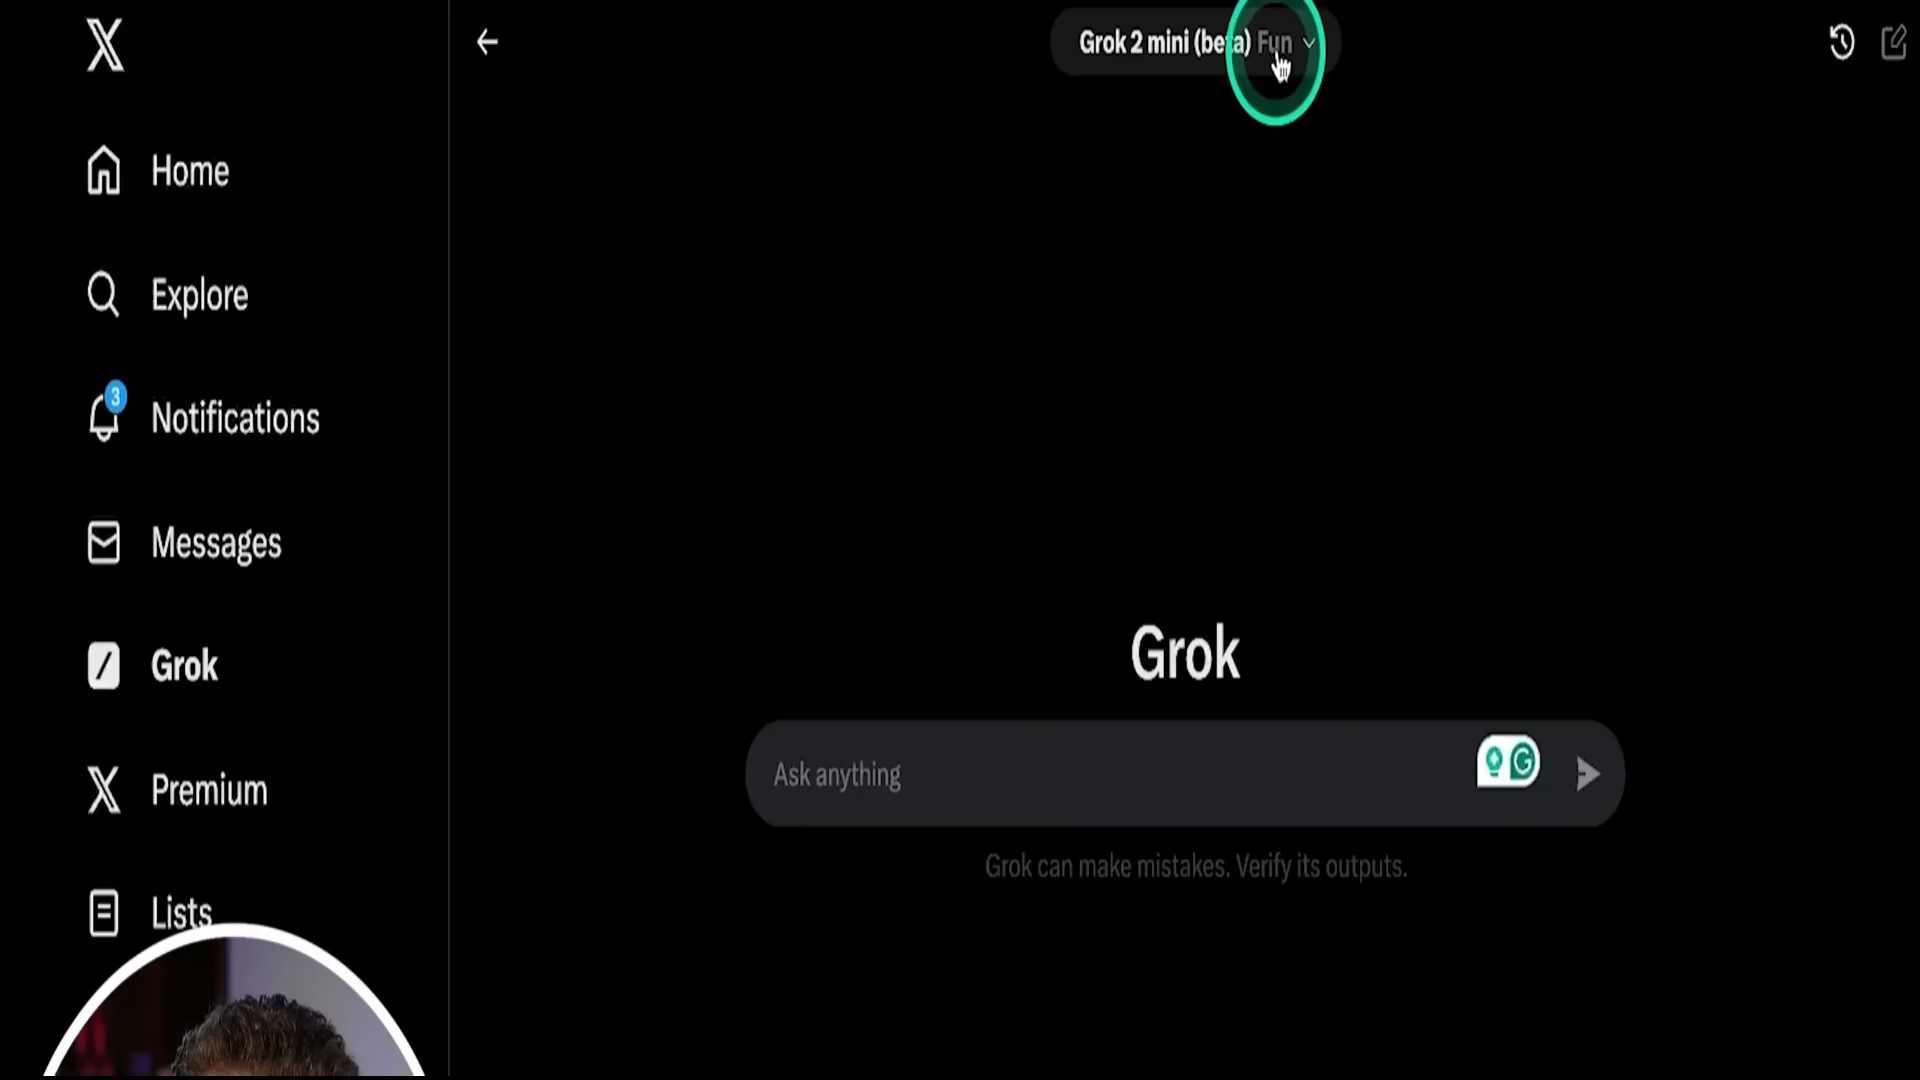 Grok 2 mini (beta) Fun
Home
Explore
3
Notifications
Messages
Grok
Premium
Lists
Grok
Ask anything
Grok can make mistakes. Verify its outputs.